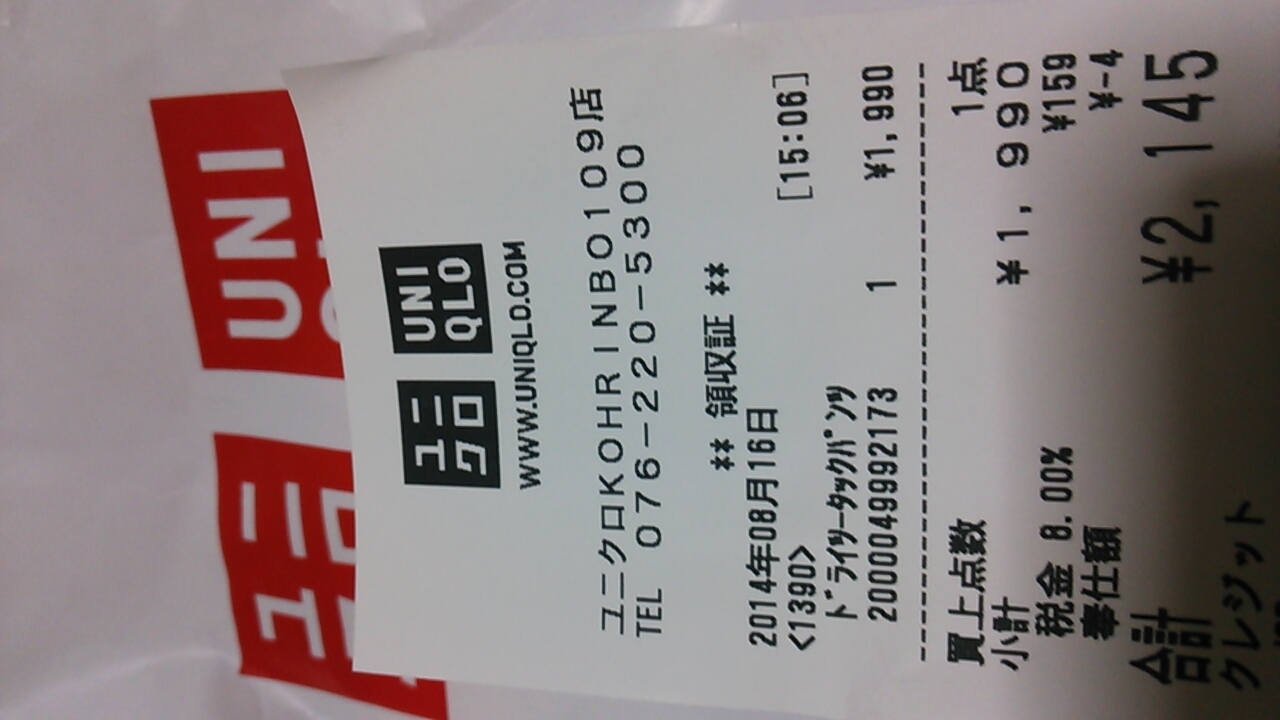 UNI
ユニ
ユニ
クロ
UNI
QLO
WWW.UNIQLO.COM
ユニクロKOHRINBO109店
TEL 076-220-5300
** 領収証 **
2014年08月16日 [15:06]
<1390>
ﾄﾞﾗｲﾂｰﾀｯｸﾊﾟﾝﾂ
2000049992173 1 ¥1,990
買上点数 1点
小計 ¥1,990
税金 8.00% ¥159
奉仕額 ¥-4
合計 ¥2,145
クレジット